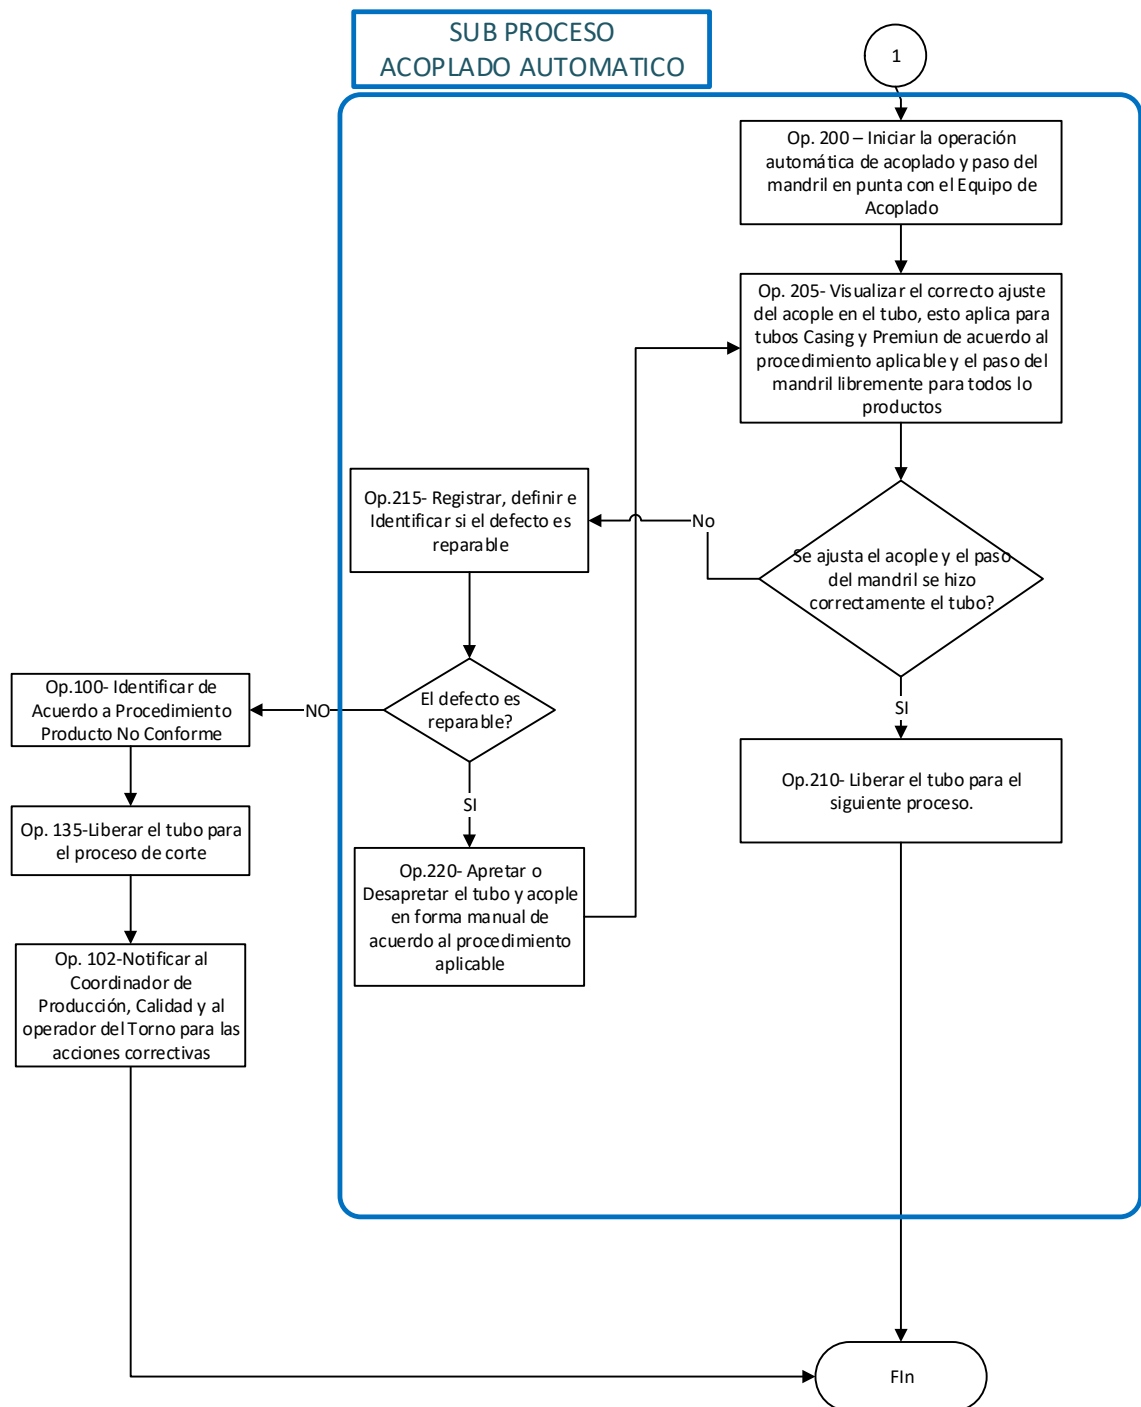 SUB PROCESO
ACOPLADO AUTOMATICO
1
Op. 200 – Iniciar la operación
automática de acoplado y paso del
mandril en punta con el Equipo de
Acoplado
Op. 205- Visualizar el correcto ajuste
del acople en el tubo, esto aplica para
tubos Casing y Premiun de acuerdo al
procedimiento aplicable y el paso del
mandril libremente para todos lo
productos
Se ajusta el acople y el paso
del mandril se hizo
correctamente el tubo?
No
Op.215- Registrar, definir e
Identificar si el defecto es
reparable
El defecto es
reparable?
NO
SI
Op.100- Identificar de
Acuerdo a Procedimiento
Producto No Conforme
Op. 135-Liberar el tubo para
el proceso de corte
Op. 102-Notificar al
Coordinador de
Producción, Calidad y al
operador del Torno para las
acciones correctivas
Op.220- Apretar o
Desapretar el tubo y acople
en forma manual de
acuerdo al procedimiento
aplicable
SI
Op.210- Liberar el tubo para el
siguiente proceso.
FIn